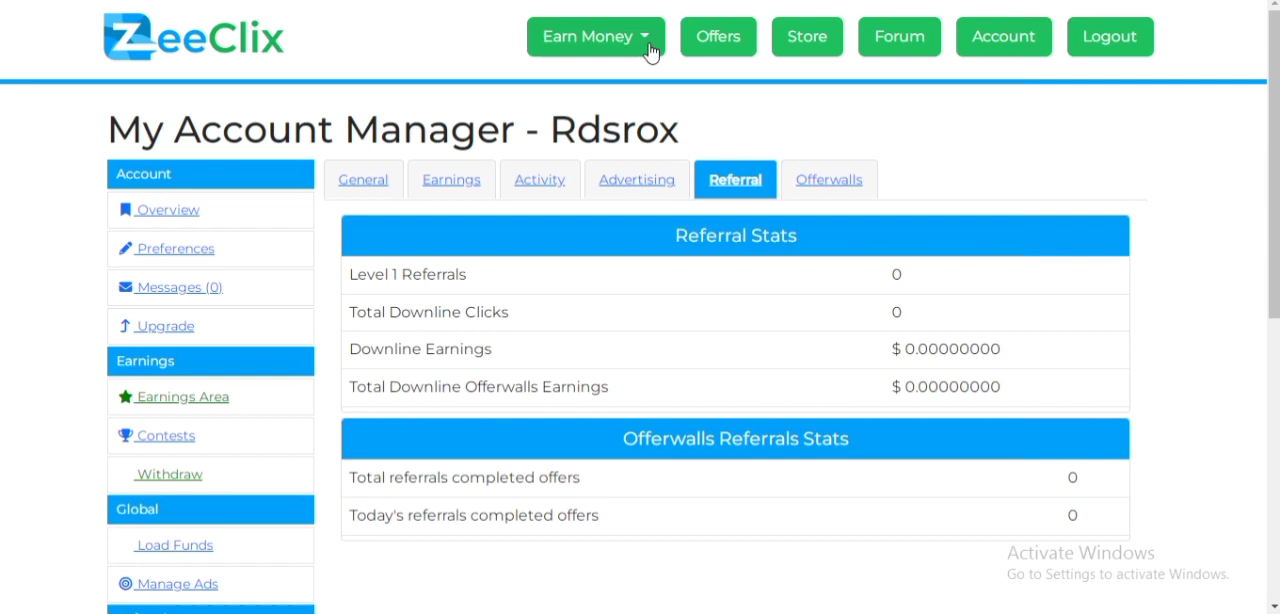 ZeeClix
Earn Money
Offers
Store
Forum
Account
Logout
My Account Manager - Rdsrox
Account
Overview
Preferences
Messages (0)
Upgrade
Earnings
Earnings Area
Contests
Withdraw
Global
Load Funds
Manage Ads
General
Earnings
Activity
Advertising
Referral
Offerwalls
Referral Stats
Level 1 Referrals 0
Total Downline Clicks 0
Downline Earnings $ 0.00000000
Total Downline Offerwalls Earnings $ 0.00000000
Offerwalls Referrals Stats
Total referrals completed offers 0
Today's referrals completed offers 0
Activate Windows
Go to Settings to activate Windows.